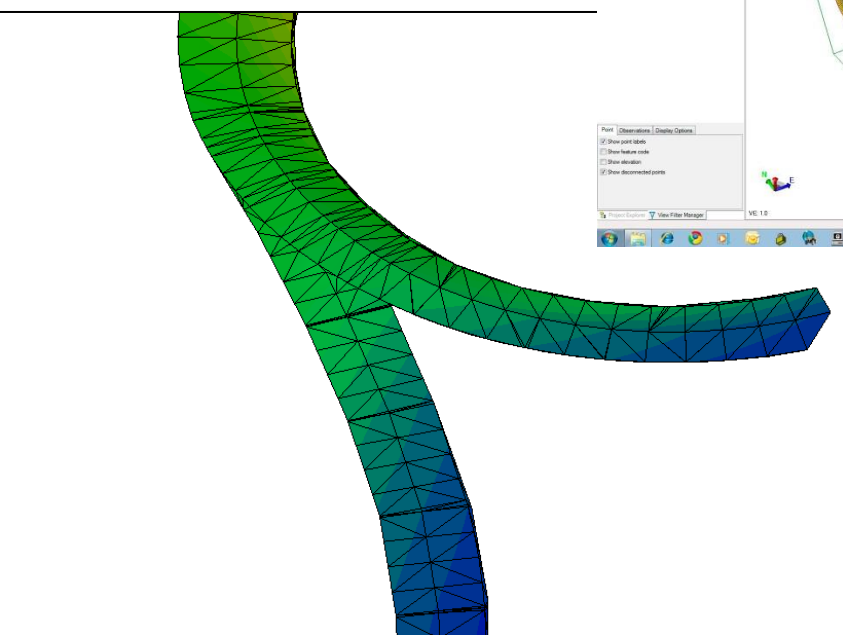 Point Observations Display Options
Show point labels
Show feature code
Show elevation
Show disconnected points
N
E
Project Explorer View Filter Manager
VE: 1.0